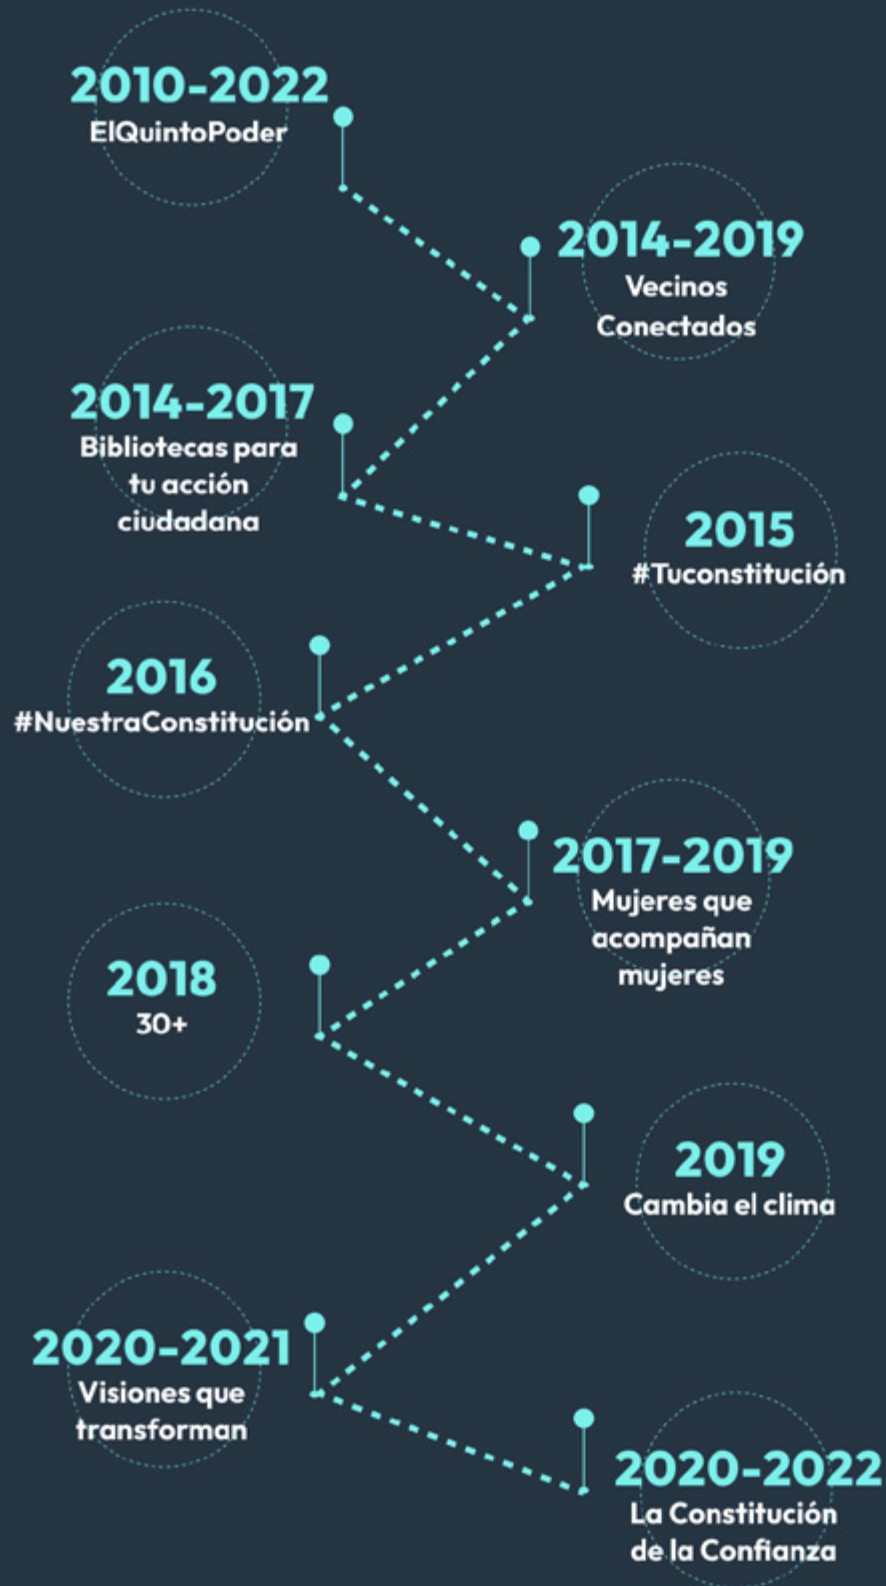 2010-2022
ElQuintoPoder
2014-2019
Vecinos
Conectados
2014-2017
Bibliotecas para
tu acción
ciudadana
2015
#Tuconstitución
2016
#NuestraConstitución
2017-2019
Mujeres que
acompañan
mujeres
2018
30+
2019
Cambia el clima
2020-2021
Visiones que
transforman
2020-2022
La Constitución
de la Confianza